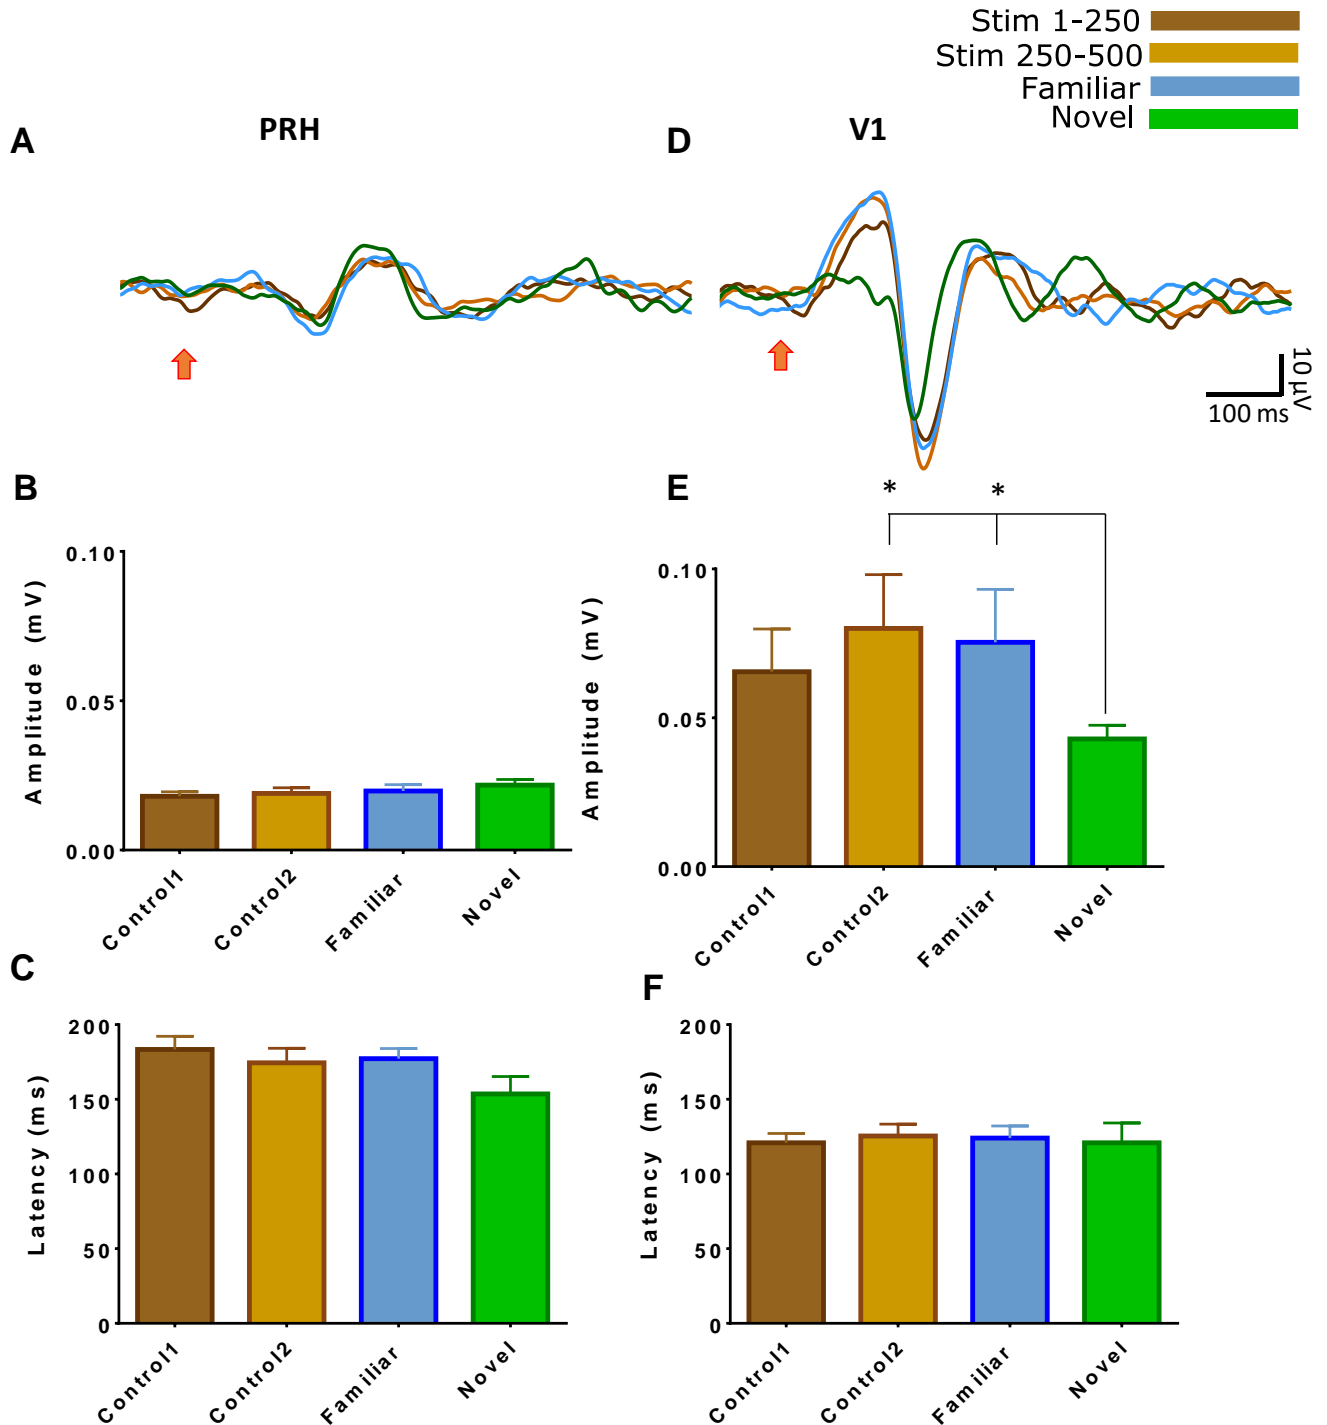 Stim 1-250
Stim 250-500
Familiar
Novel
A
PRH
D
V1
10 µV
100 ms
B
Amplitude (mV)
0.10
0.05
0.00
Control1
Control2
Familiar
Novel
E
* *
Amplitude (mV)
0.10
0.05
0.00
Control1
Control2
Familiar
Novel
C
Latency (ms)
200
150
100
50
0
Control1
Control2
Familiar
Novel
F
Latency (ms)
200
150
100
50
0
Control1
Control2
Familiar
Novel